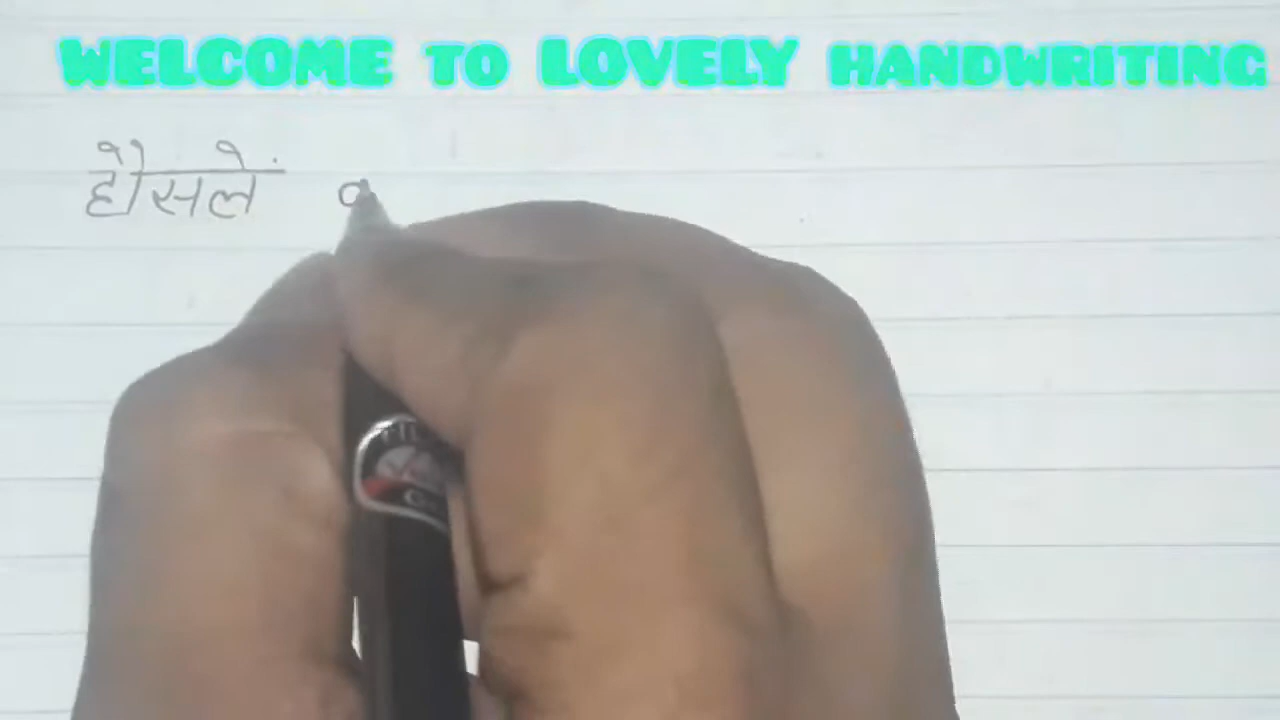 WELCOME TO LOVELY HANDWRITING
हौसलें